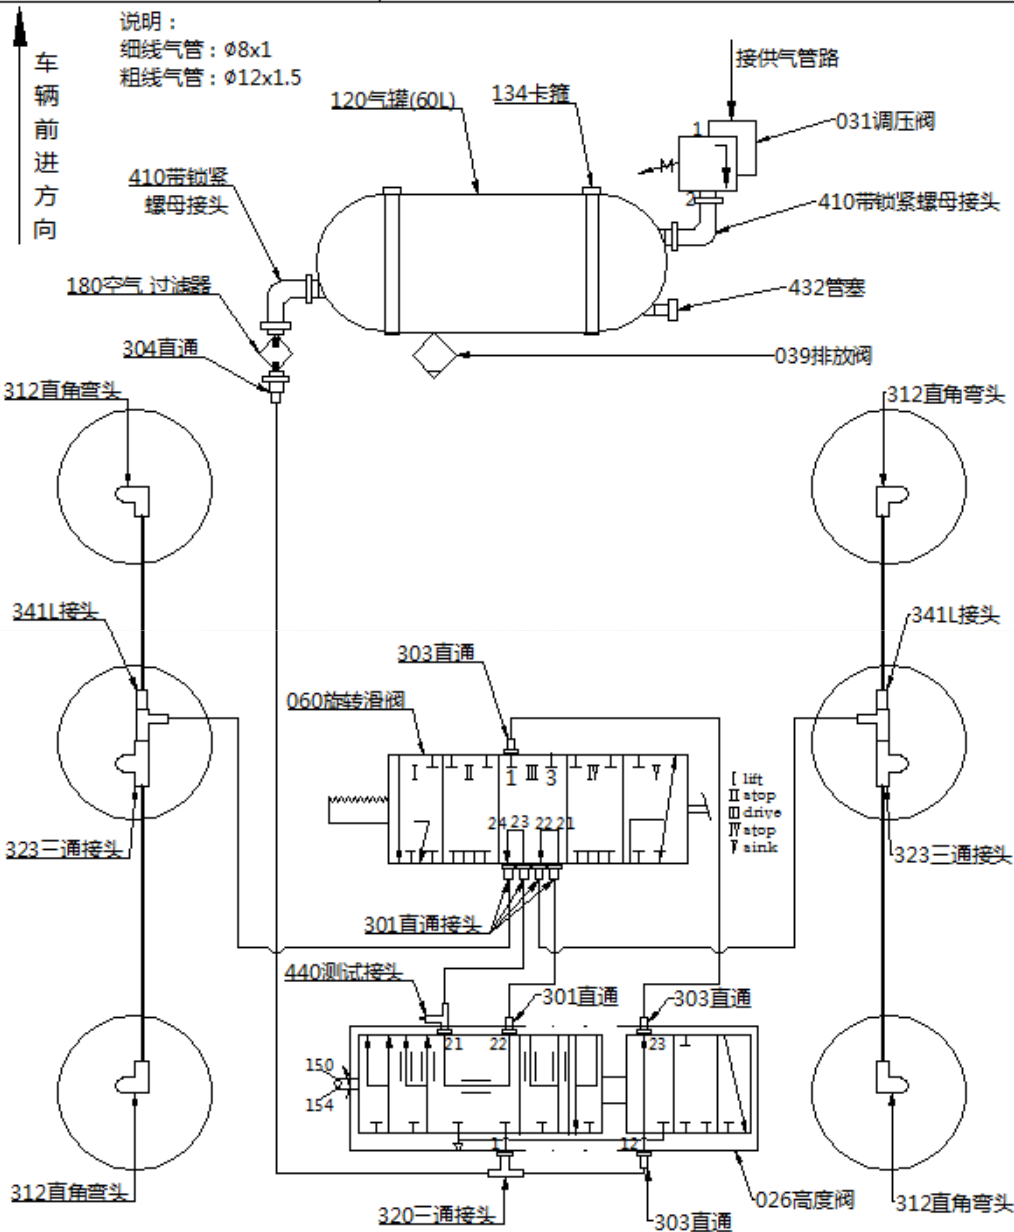 说明：
细线气管：φ8x1
粗线气管：φ12x1.5
车辆前进方向
接供气管路
120气罐(60L)
134卡箍
031调压阀
1
2
410带锁紧
螺母接头
410带锁紧螺母接头
180空气 过滤器
432管塞
304直通
039排放阀
312直角弯头
312直角弯头
341L接头
341L接头
303直通
060旋转滑阀
I
II
III
IV
V
1
3
I lift
II stop
III drive
IV stop
V sink
24
23
22
21
323三通接头
323三通接头
301直通接头
440测试接头
301直通
303直通
21
22
23
150
154
1
12
312直角弯头
320三通接头
303直通
026高度阀
312直角弯头